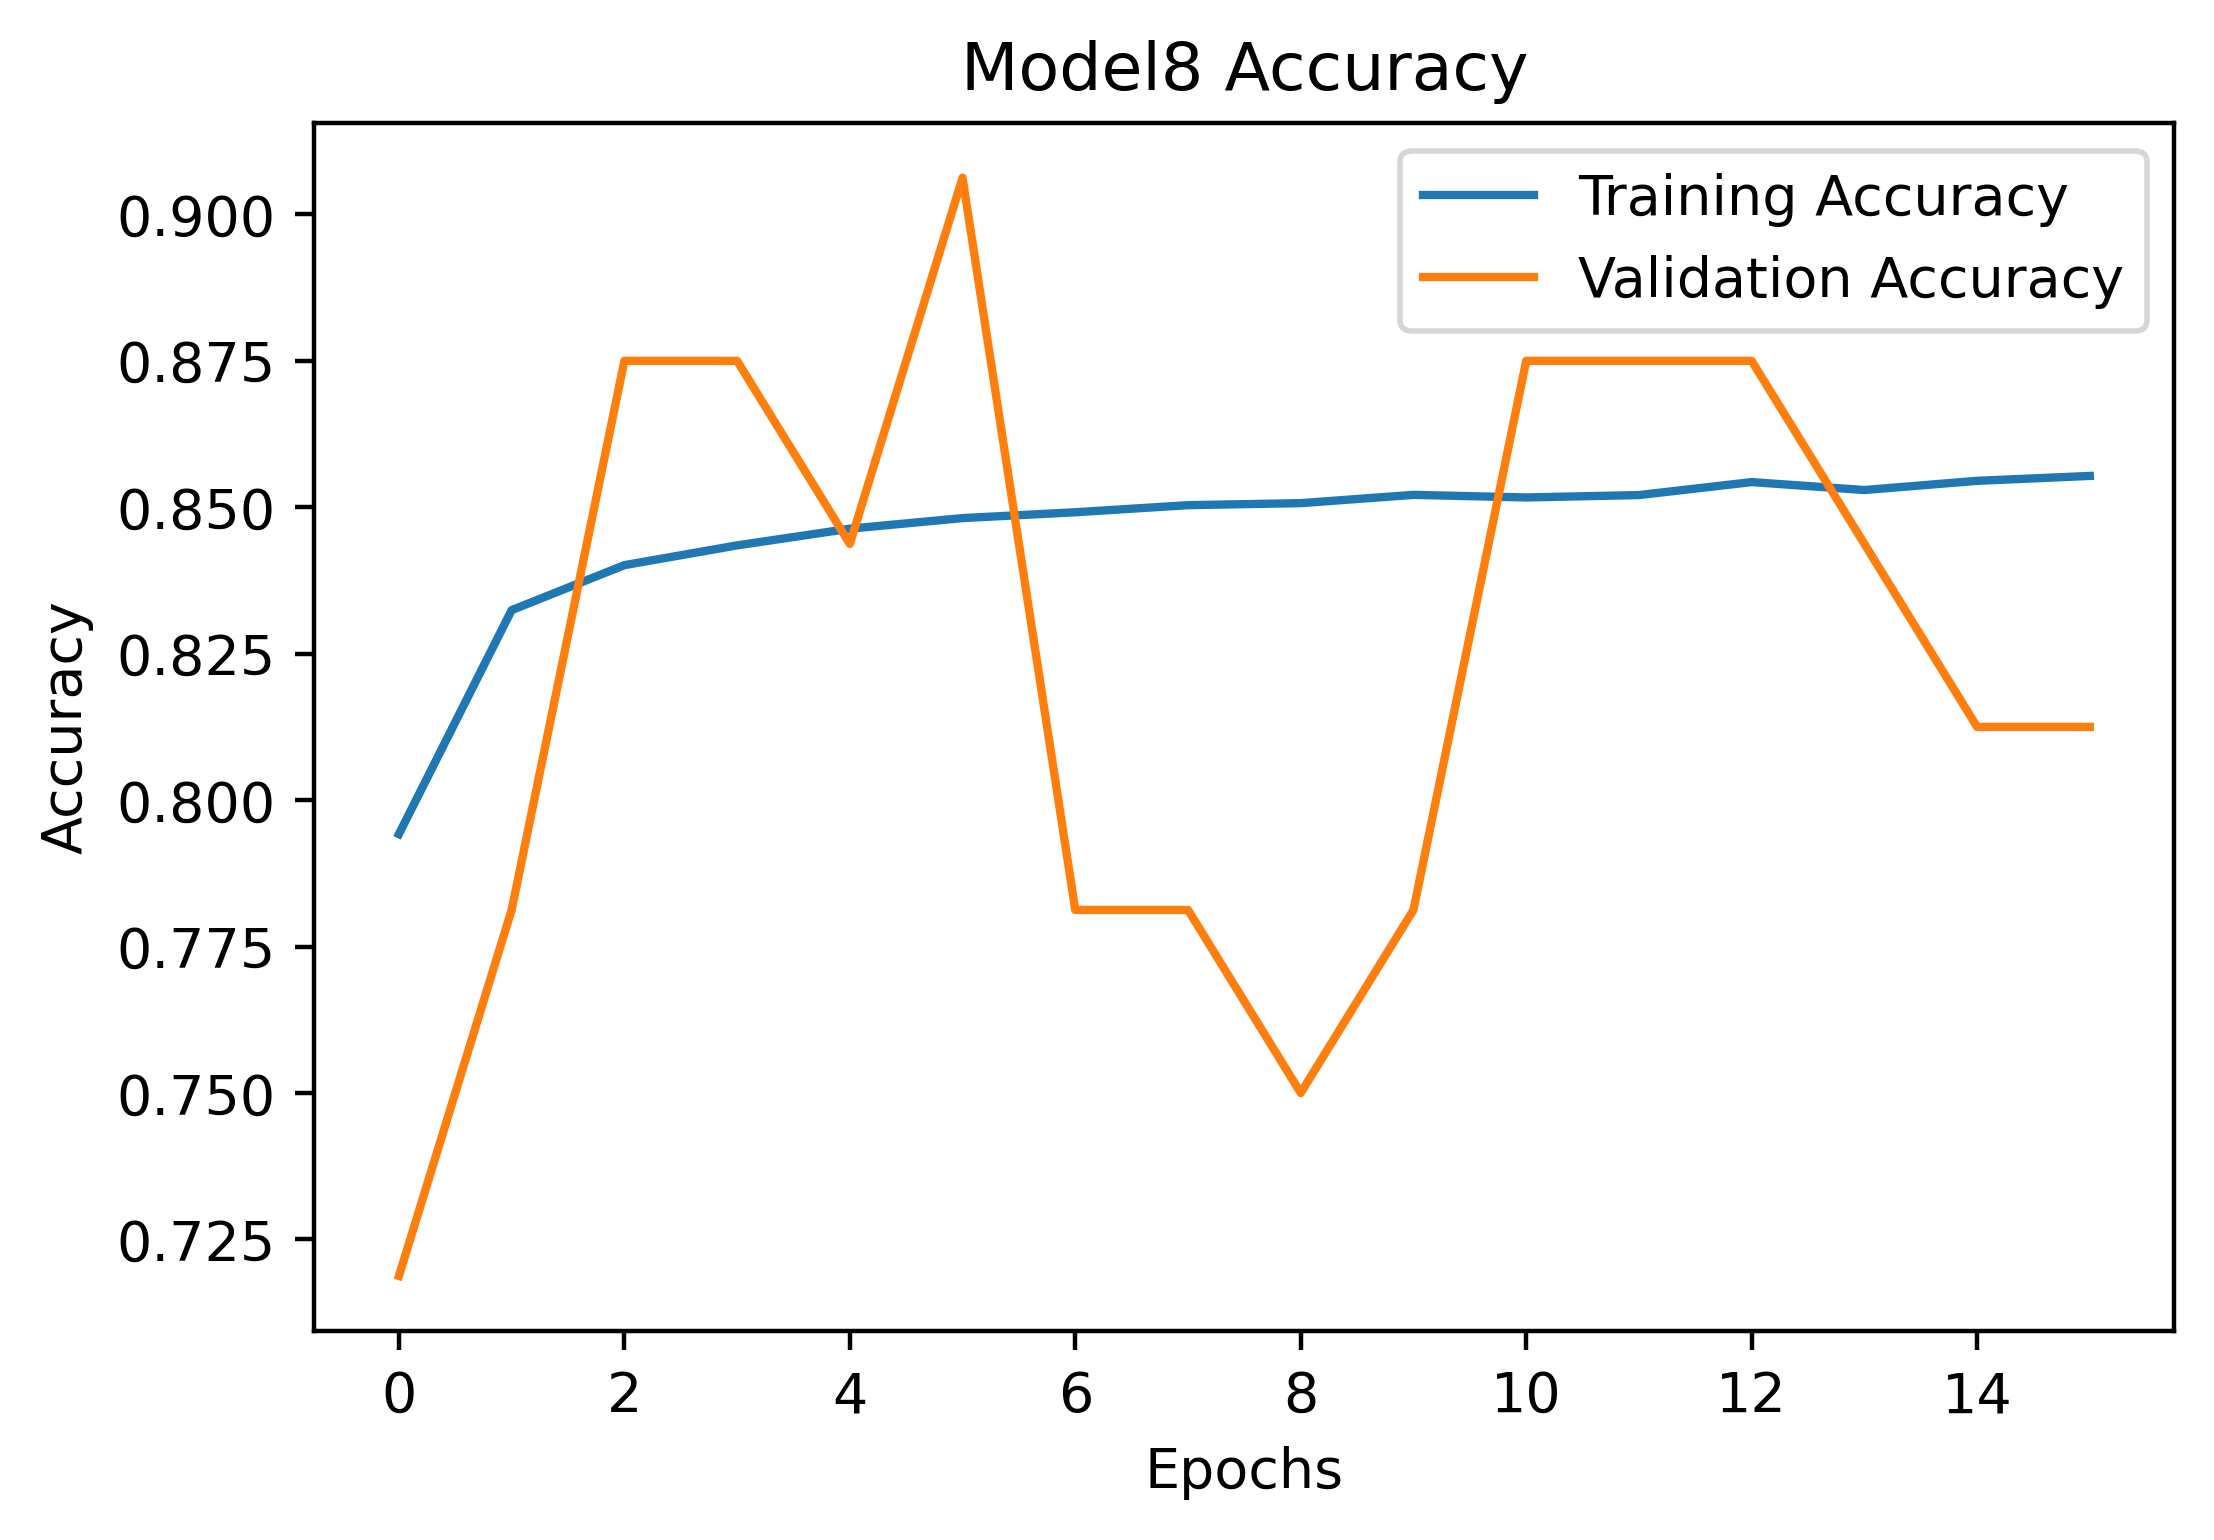 Model8 Accuracy
Training Accuracy
Validation Accuracy
0.900
0.875
0.850
0.825
0.800
0.775
0.750
0.725
Accuracy
0 2 4 6 8 10 12 14
Epochs